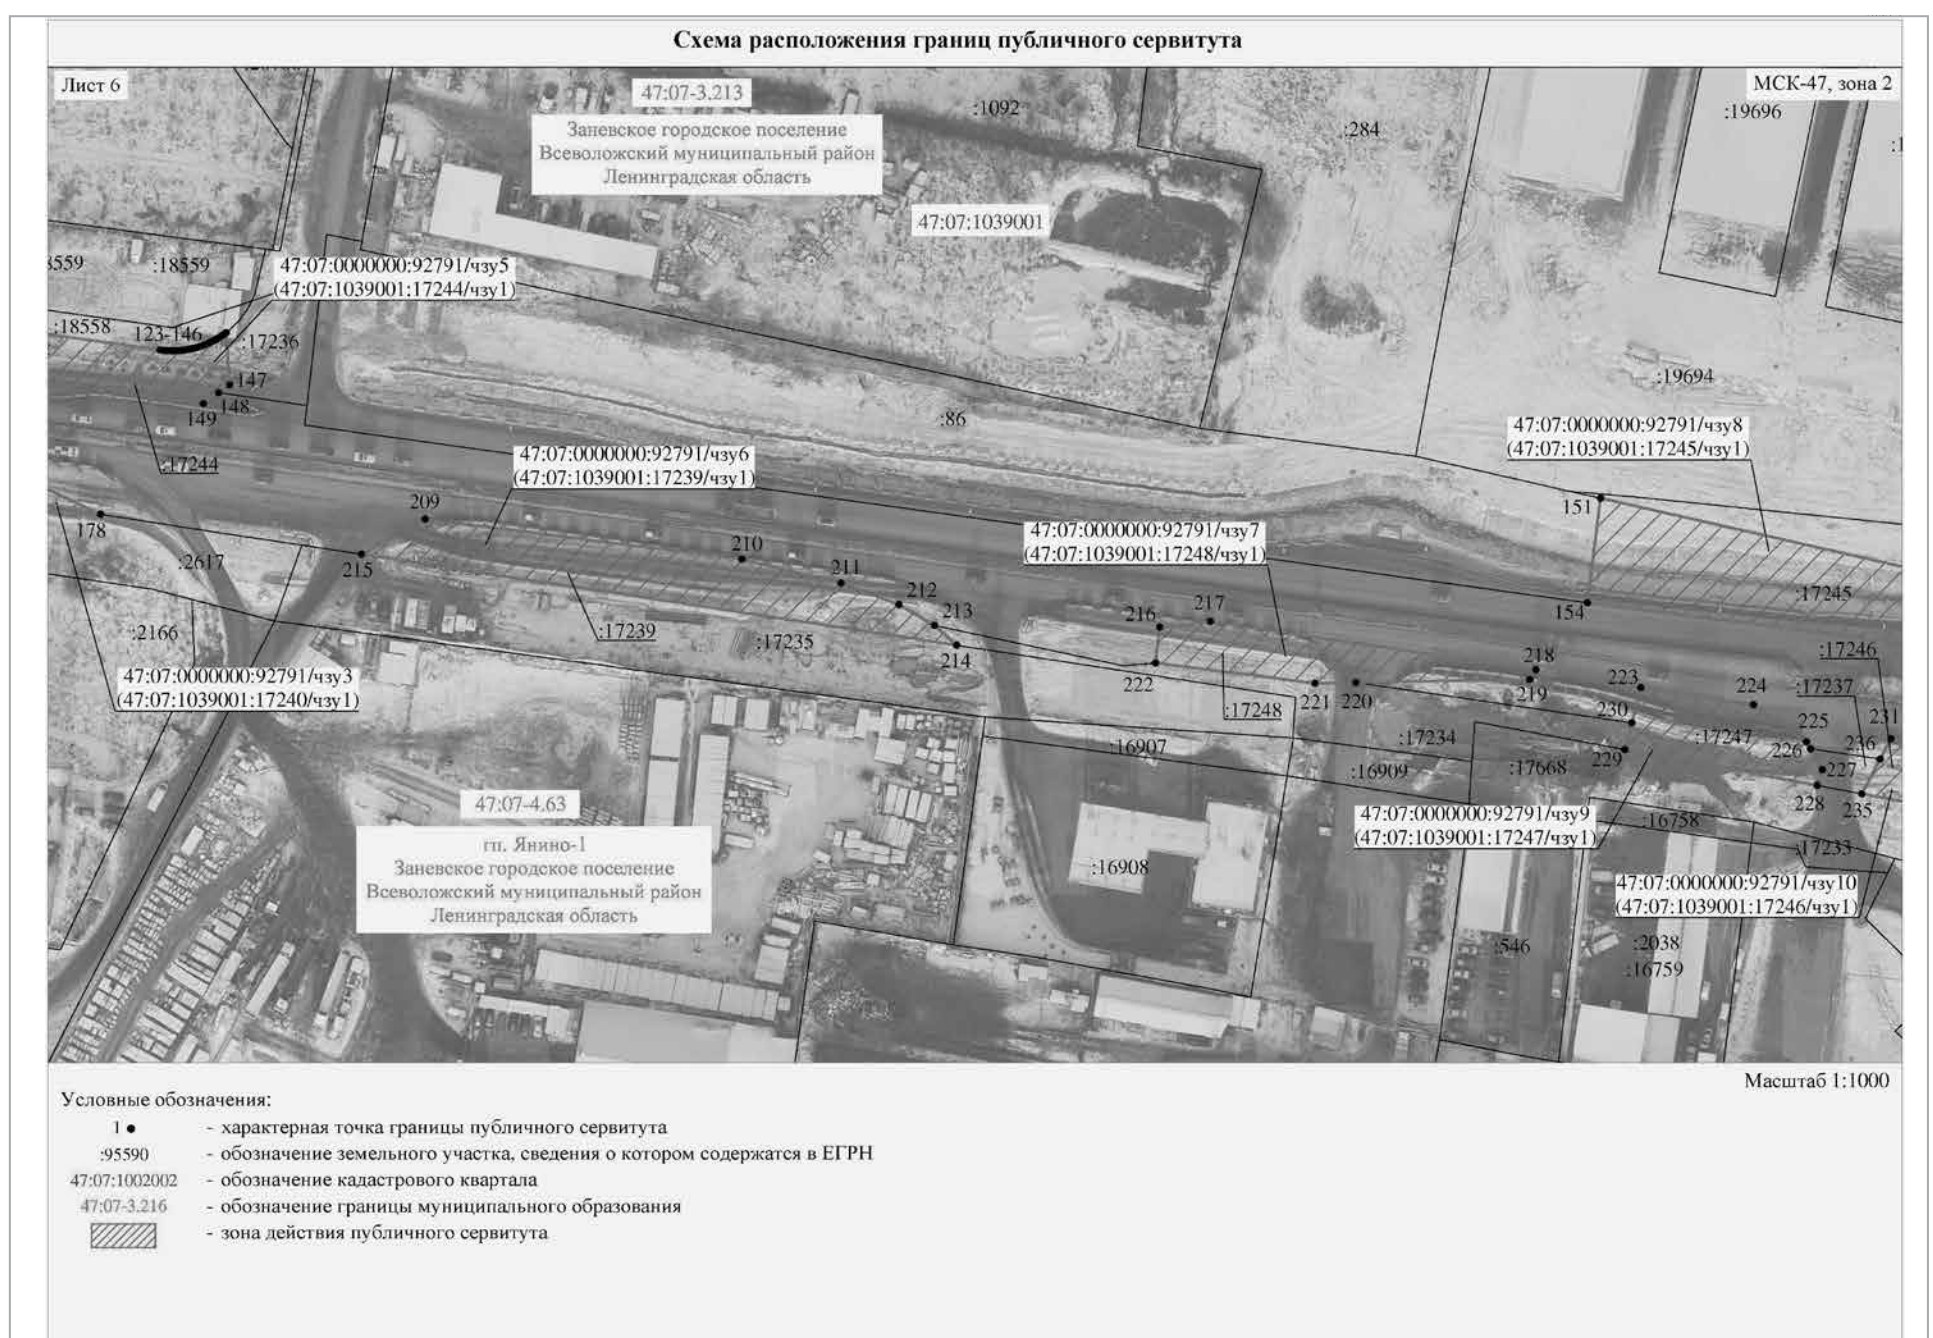 Схема расположения границ публичного сервитута
Лист 6
МСК-47, зона 2
47:07-3.213
Заневское городское поселение
Всеволожский муниципальный район
Ленинградская область
:1092
:284
:19696
47:07:1039001
:18559
47:07:0000000:92791/чзу5
(47:07:1039001:17244/чзу1)
:18558
123-146
:17236
147
148
149
:19694
:86
47:07:0000000:92791/чзу8
(47:07:1039001:17245/чзу1)
:17244
47:07:0000000:92791/чзу6
(47:07:1039001:17239/чзу1)
151
209
178
47:07:0000000:92791/чзу7
(47:07:1039001:17248/чзу1)
:2617
215
210
211
212
213
216
217
154
:17245
:2166
:17239
:17235
214
222
221
220
218
219
223
:17246
:17237
224
47:07:0000000:92791/чзу3
(47:07:1039001:17240/чзу1)
:17248
230
225
231
:17234
:17247
226
236
:16907
:16909
:17668
229
227
228
235
47:07-4.63
47:07:0000000:92791/чзу9
(47:07:1039001:17247/чзу1)
:16758
гп. Янино-1
Заневское городское поселение
Всеволожский муниципальный район
Ленинградская область
:17233
:16908
47:07:0000000:92791/чзу10
(47:07:1039001:17246/чзу1)
:546
:2038
:16759
Масштаб 1:1000
Условные обозначения:
1 - характерная точка границы публичного сервитута
:95590 - обозначение земельного участка, сведения о котором содержатся в ЕГРН
47:07:1002002 - обозначение кадастрового квартала
47:07-3.216 - обозначение границы муниципального образования
- зона действия публичного сервитута